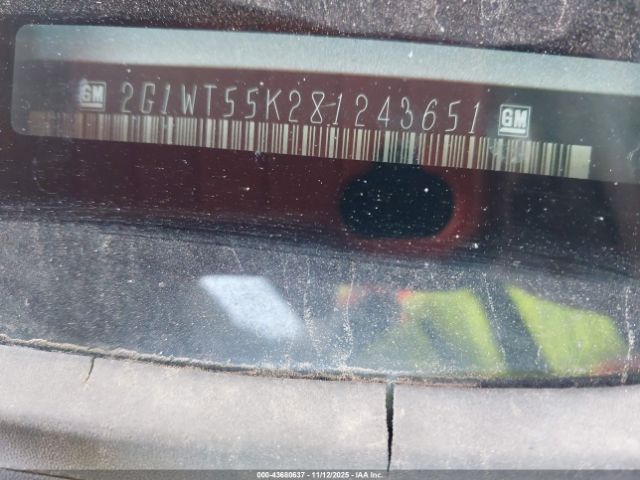 GM 2G1WT55K281243651 GM
000-43680637 - 11/12/2025 - IAA Inc.